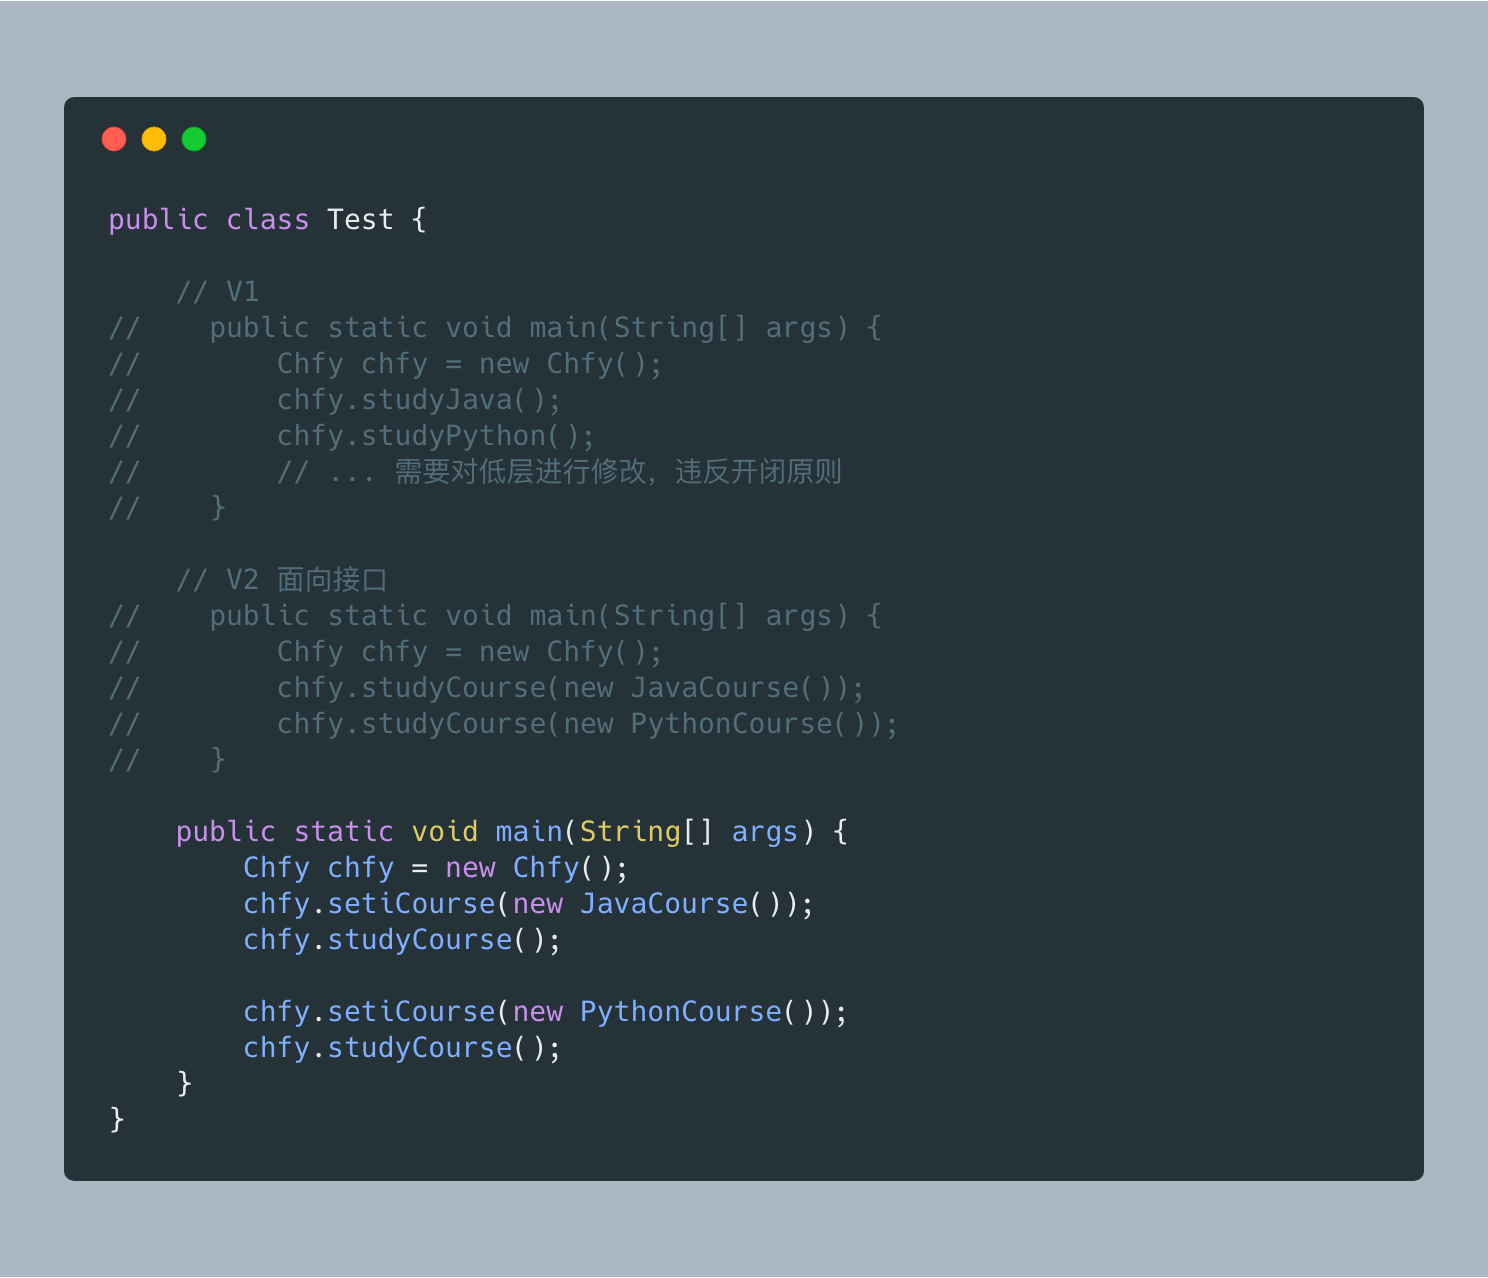 public class Test {

    // V1
//    public static void main(String[] args) {
//        Chfy chfy = new Chfy();
//        chfy.studyJava();
//        chfy.studyPython();
//        // ... 需要对低层进行修改，违反开闭原则
//    }

    // V2 面向接口
//    public static void main(String[] args) {
//        Chfy chfy = new Chfy();
//        chfy.studyCourse(new JavaCourse());
//        chfy.studyCourse(new PythonCourse());
//    }

    public static void main(String[] args) {
        Chfy chfy = new Chfy();
        chfy.setiCourse(new JavaCourse());
        chfy.studyCourse();

        chfy.setiCourse(new PythonCourse());
        chfy.studyCourse();
    }
}